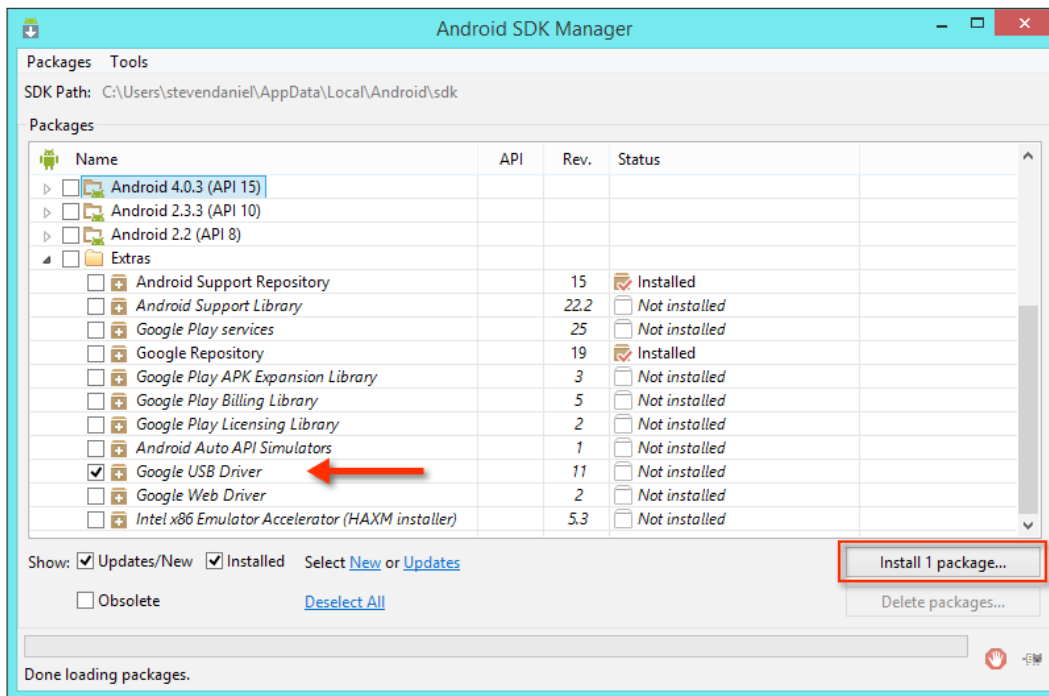 Android SDK Manager
Packages Tools
SDK Path: C:\Users\stevendaniel\AppData\Local\Android\sdk
Packages
Name API Rev. Status
Android 4.0.3 (API 15)
Android 2.3.3 (API 10)
Android 2.2 (API 8)
Extras
Android Support Repository 15 Installed
Android Support Library 22.2 Not installed
Google Play services 25 Not installed
Google Repository 19 Installed
Google Play APK Expansion Library 3 Not installed
Google Play Billing Library 5 Not installed
Google Play Licensing Library 2 Not installed
Android Auto API Simulators 1 Not installed
Google USB Driver 11 Not installed
Google Web Driver 2 Not installed
Intel x86 Emulator Accelerator (HAXM installer) 5.3 Not installed
Show: Updates/New Installed Select New or Updates Install 1 package...
Obsolete Deselect All Delete packages...
Done loading packages.